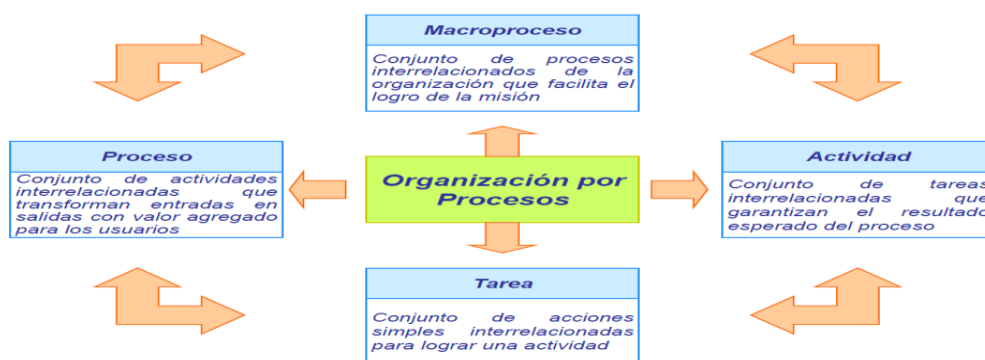 Macroproceso
Conjunto de procesos
interrelacionados de la
organización que facilita el
logro de la misión
Proceso
Conjunto de actividades
interrelacionadas que
transforman entradas en
salidas con valor agregado
para los usuarios
Organización por
Procesos
Actividad
Conjunto de tareas
interrelacionadas que
garantizan el resultado
esperado del proceso
Tarea
Conjunto de acciones
simples interrelacionadas
para lograr una actividad